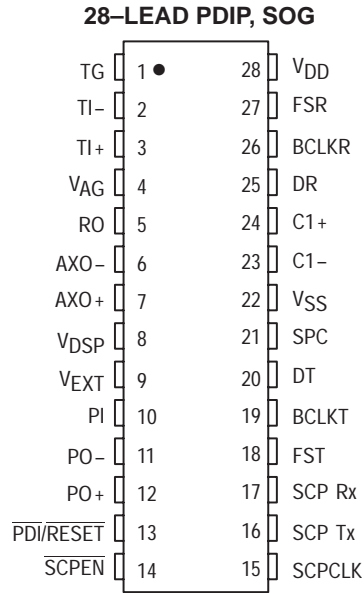 28–LEAD PDIP, SOG
TG 1 28 VDD
TI– 2 27 FSR
TI+ 3 26 BCLKR
VAG 4 25 DR
RO 5 24 C1+
AXO– 6 23 C1–
AXO+ 7 22 VSS
VDSP 8 21 SPC
VEXT 9 20 DT
PI 10 19 BCLKT
PO– 11 18 FST
PO+ 12 17 SCP Rx
PDI/RESET 13 16 SCP Tx
SCPEN 14 15 SCPCLK